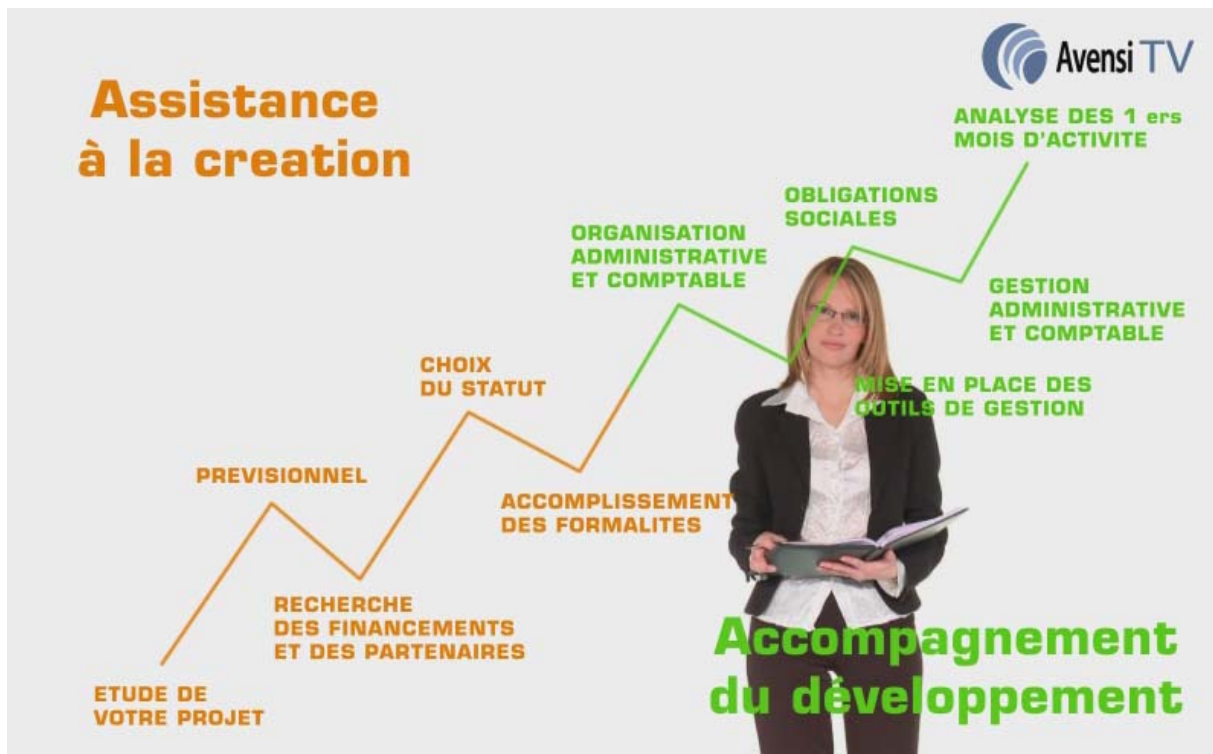 Avensi TV
Assistance
à la creation
ANALYSE DES 1 ers
MOIS D'ACTIVITE
OBLIGATIONS
SOCIALES
ORGANISATION
ADMINISTRATIVE
ET COMPTABLE
GESTION
ADMINISTRATIVE
ET COMPTABLE
CHOIX
DU STATUT
MISE EN PLACE DES
OUTILS DE GESTION
PREVISIONNEL
ACCOMPLISSEMENT
DES FORMALITES
RECHERCHE
DES FINANCEMENTS
ET DES PARTENAIRES
Accompagnement
du développement
ETUDE DE
VOTRE PROJET